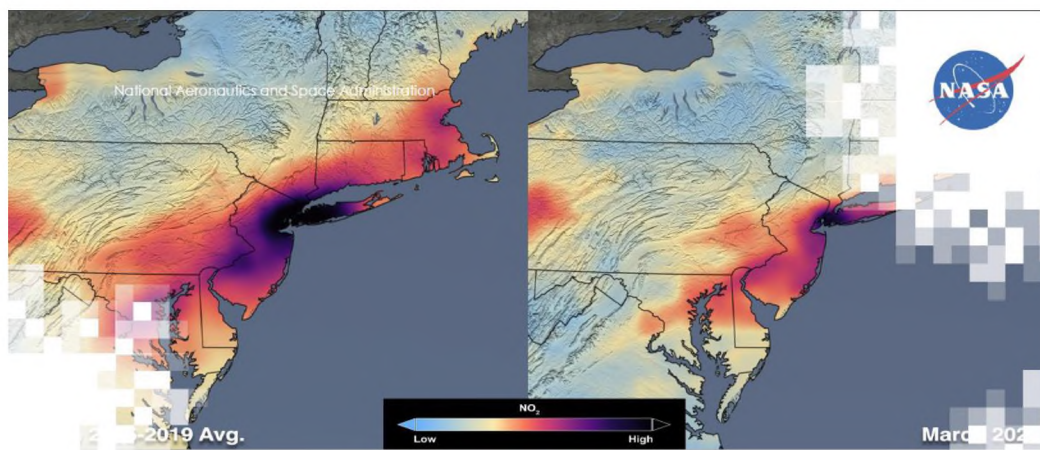 National Aeronautics and Space Administration
NASA
NO₂
Low
High
-2019 Avg.